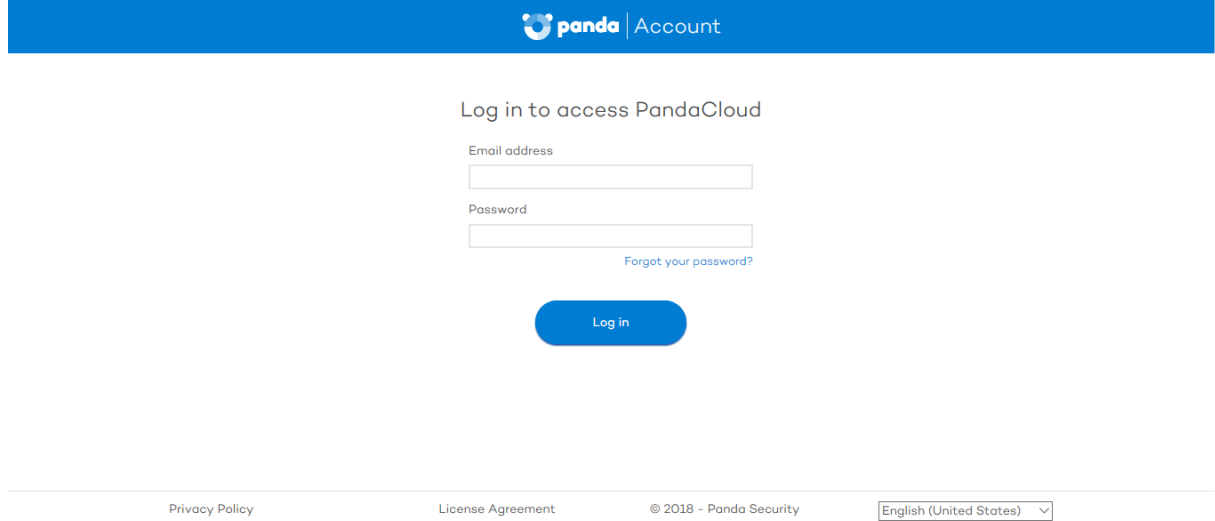 panda Account
Log in to access PandaCloud
Email address
Password
Forgot your password?
Log in
Privacy Policy License Agreement © 2018 - Panda Security English (United States)